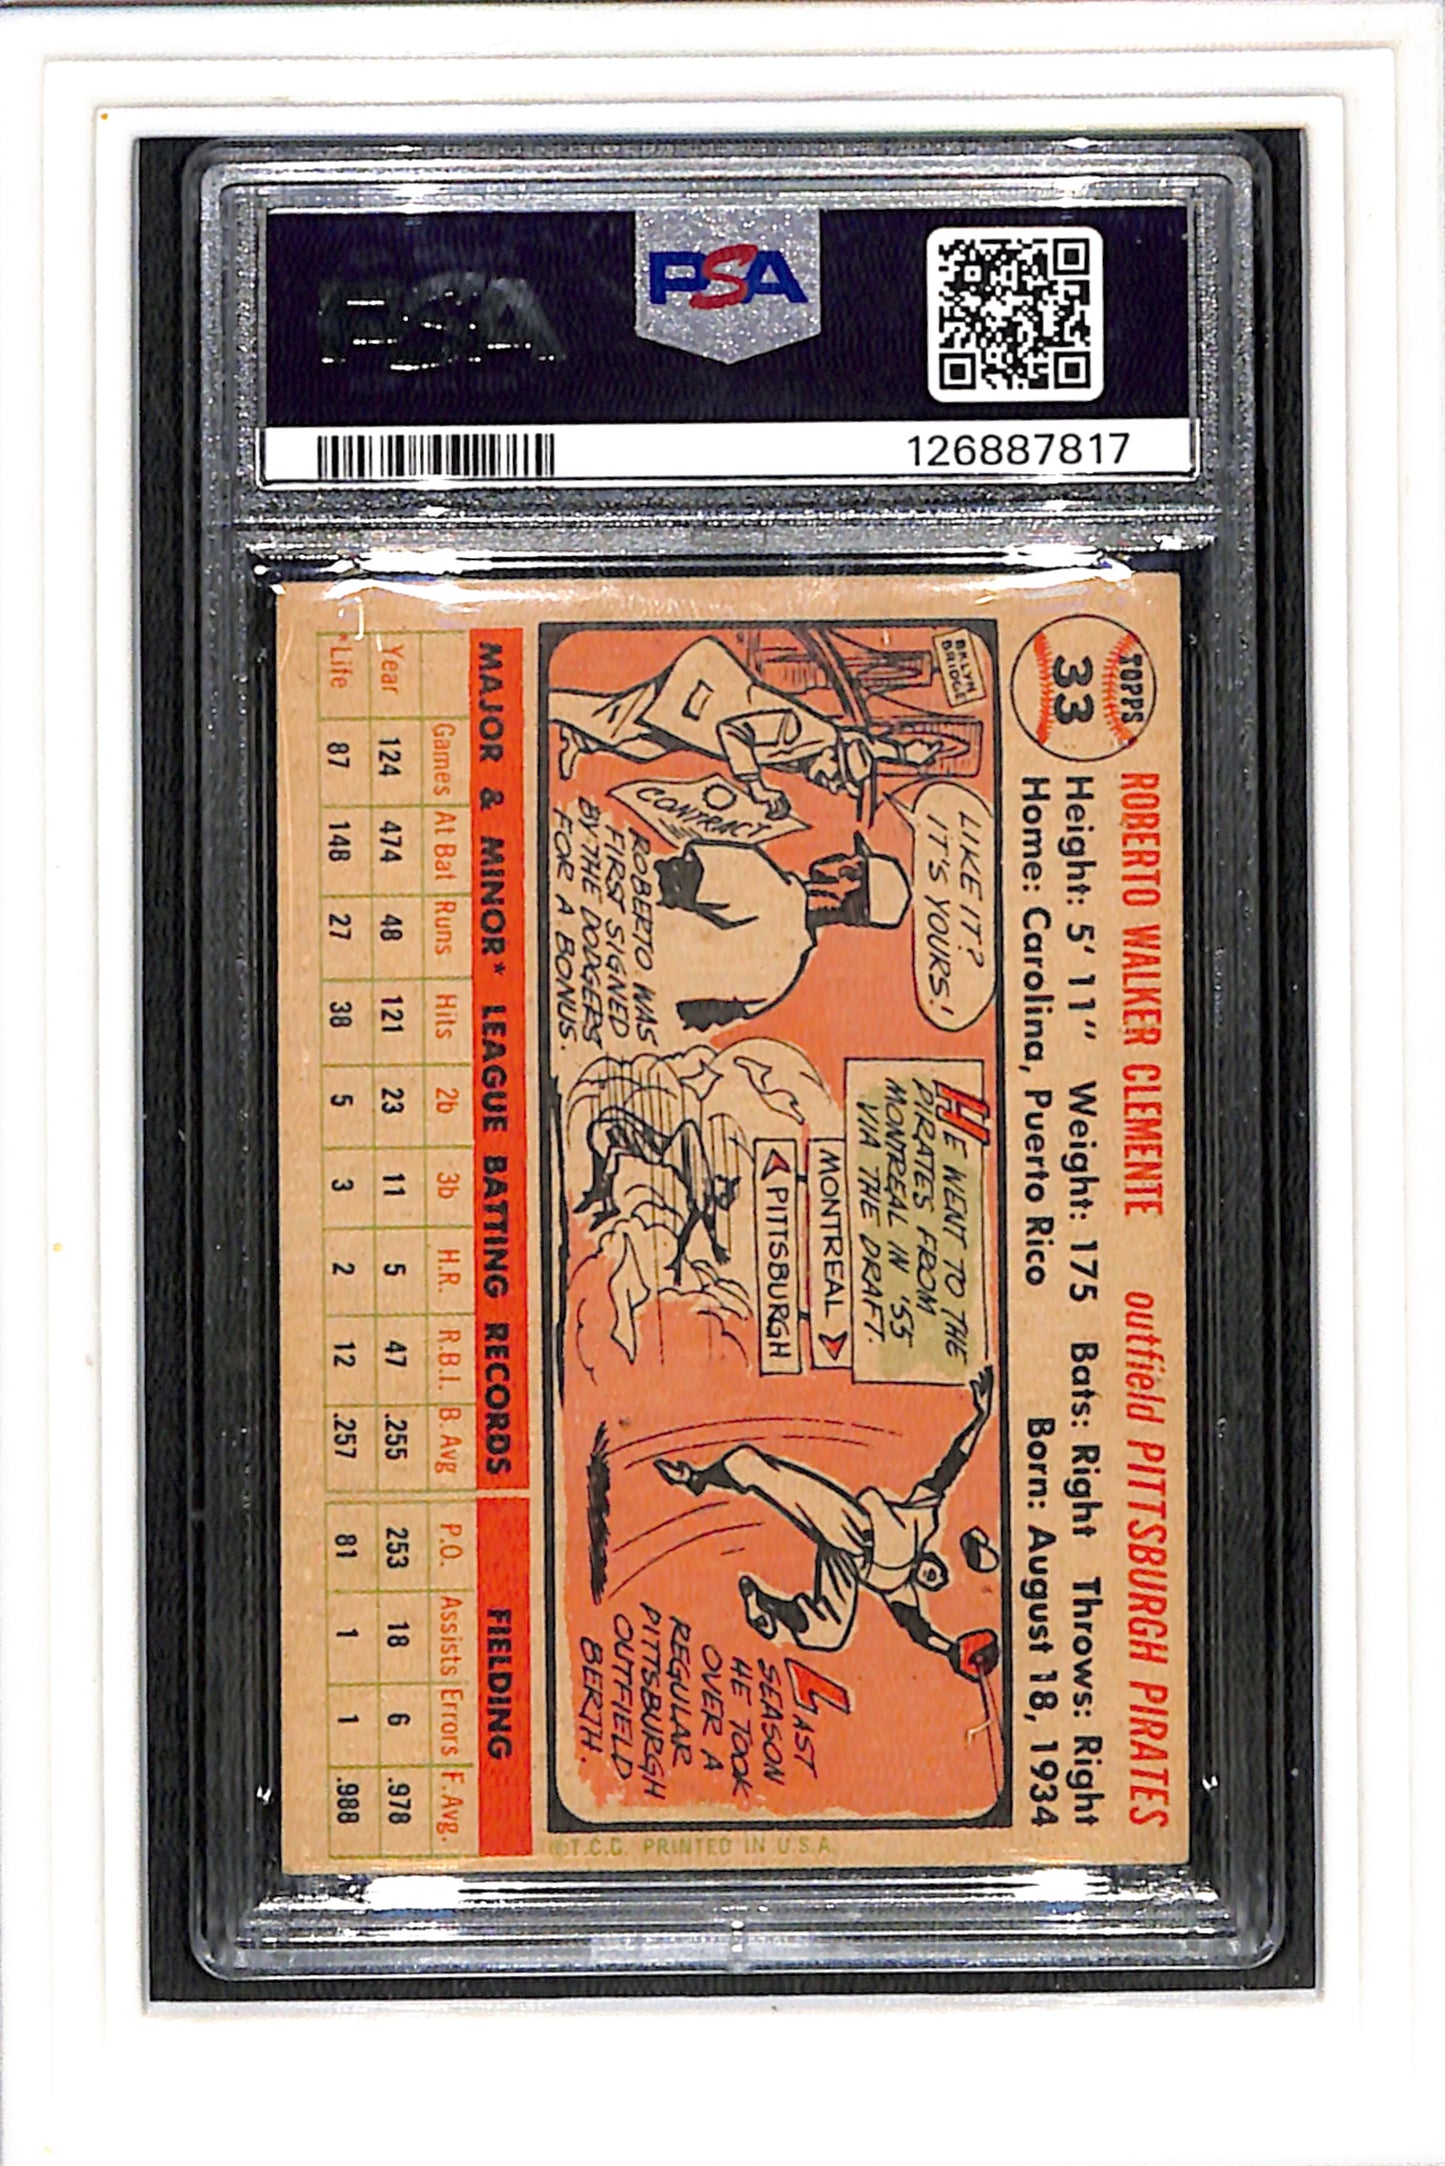 PSA
PSA
126887817
TOPPS
33
ROBERTO WALKER CLEMENTE outfield PITTSBURGH PIRATES
Height: 5' 11" Weight: 175 Bats: Right Throws: Right
Home: Carolina, Puerto Rico Born: August 18, 1934
BKLYN
BRIDGE
LIKE IT?
IT'S YOURS!
CONTRACT
ROBERTO WAS
FIRST SIGNED
BY THE DODGERS
FOR A BONUS.
HE WENT TO THE
PIRATES FROM
MONTREAL IN '55
VIA THE DRAFT.
MONTREAL
PITTSBURGH
LAST
SEASON
HE TOOK
OVER A
REGULAR
PITTSBURGH
OUTFIELD
BERTH.
MAJOR & MINOR* LEAGUE BATTING RECORDS FIELDING
Games At Bat Runs Hits 2b 3b H.R. R.B.I. B. Avg P.O. Assists Errors F. Avg.
Year 124 474 48 121 23 11 5 47 .255 253 18 6 .978
*Life 87 148 27 38 5 3 2 12 .257 81 1 1 .988
©T.C.G. PRINTED IN U.S.A.